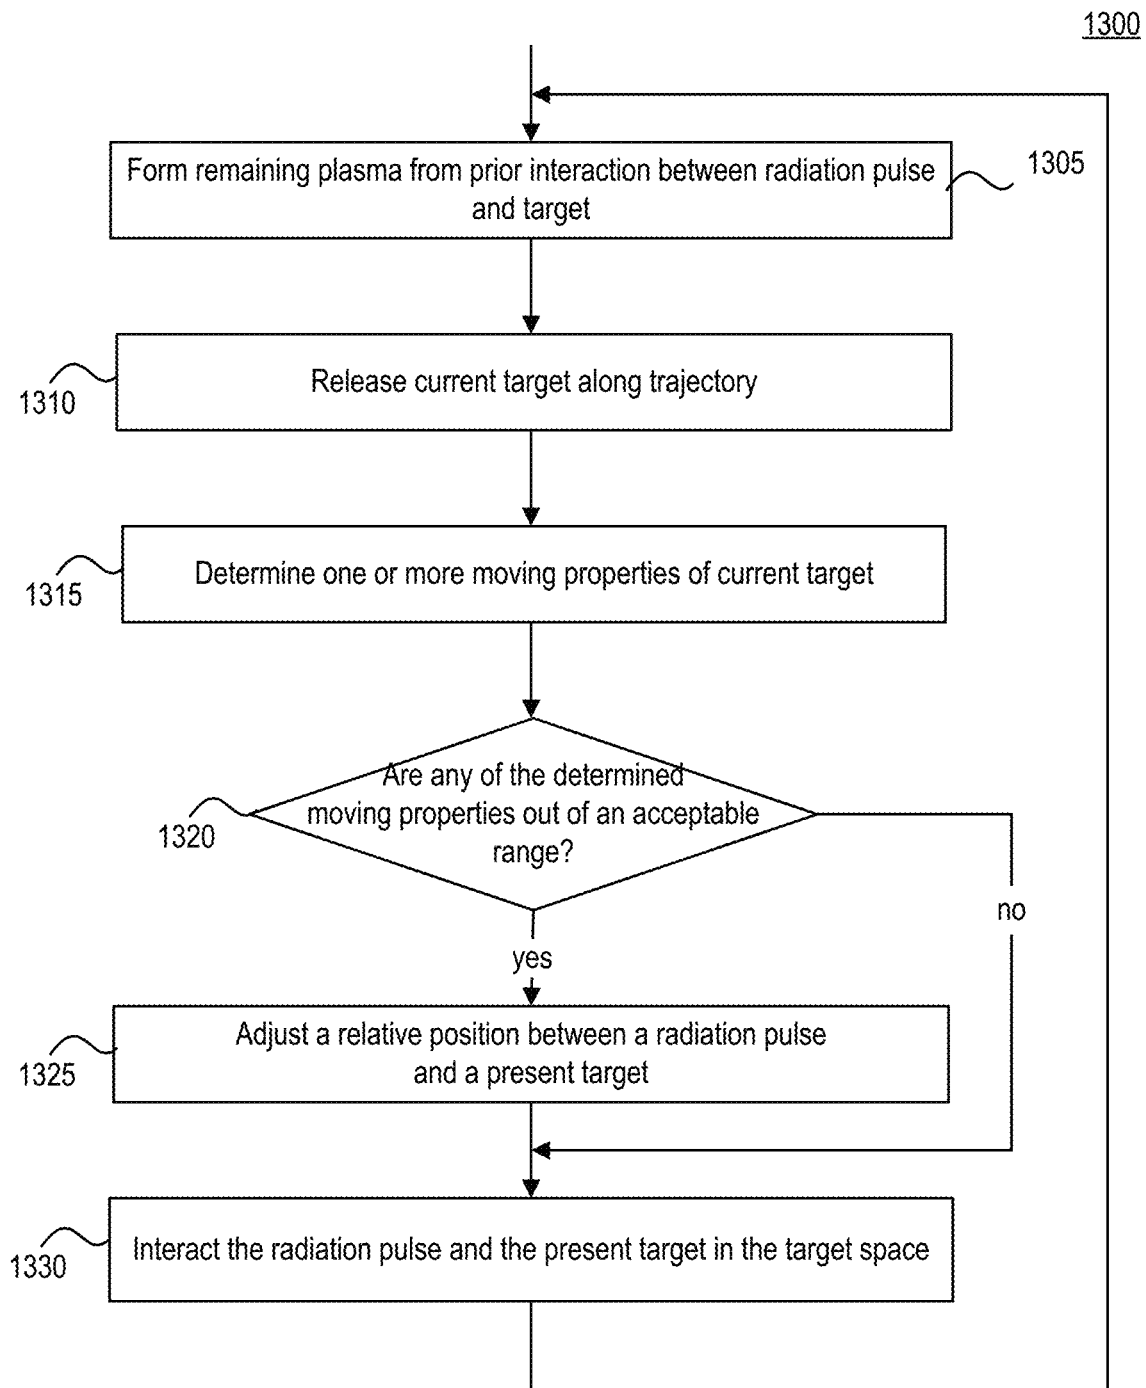 1300
Form remaining plasma from prior interaction between radiation pulse
and target
1305
Release current target along trajectory
1310
Determine one or more moving properties of current target
1315
Are any of the determined
moving properties out of an acceptable
range?
1320
no
yes
Adjust a relative position between a radiation pulse
and a present target
1325
Interact the radiation pulse and the present target in the target space
1330